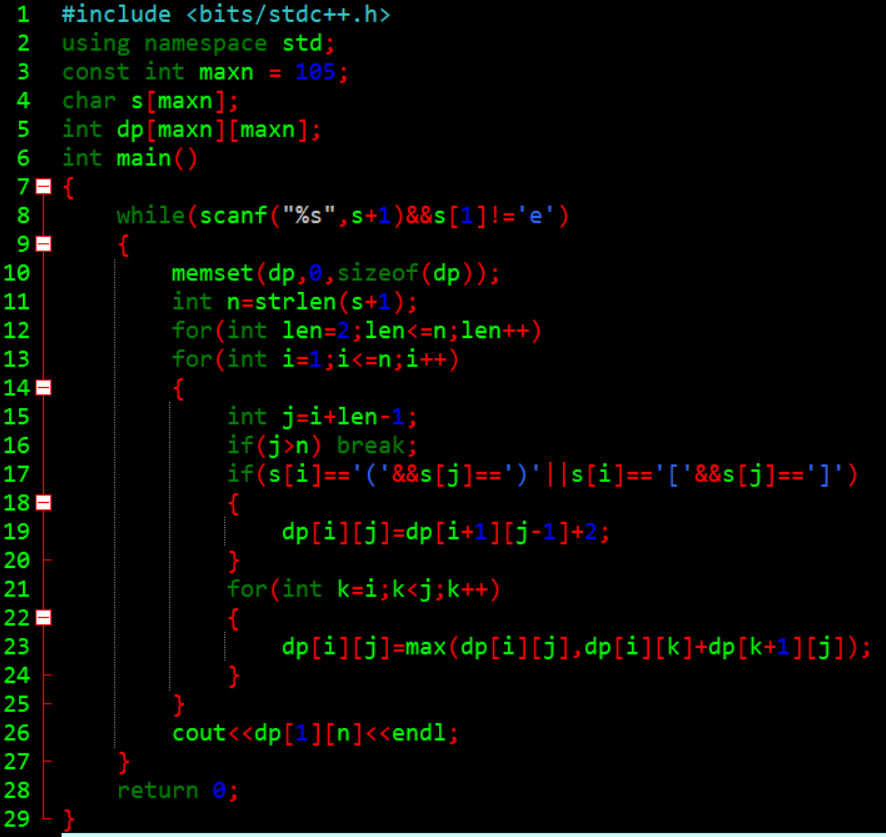 1 #include <bits/stdc++.h>
2 using namespace std;
3 const int maxn = 105;
4 char s[maxn];
5 int dp[maxn][maxn];
6 int main()
7 {
8 while(scanf("%s",s+1)&&s[1]!='e')
9 {
10 memset(dp,0,sizeof(dp));
11 int n=strlen(s+1);
12 for(int len=2;len<=n;len++)
13 for(int i=1;i<=n;i++)
14 {
15 int j=i+len-1;
16 if(j>n) break;
17 if(s[i]=='('&&s[j]==')'||s[i]=='['&&s[j]==']')
18 {
19 dp[i][j]=dp[i+1][j-1]+2;
20 }
21 for(int k=i;k<j;k++)
22 {
23 dp[i][j]=max(dp[i][j],dp[i][k]+dp[k+1][j]);
24 }
25 }
26 cout<<dp[1][n]<<endl;
27 }
28 return 0;
29 }